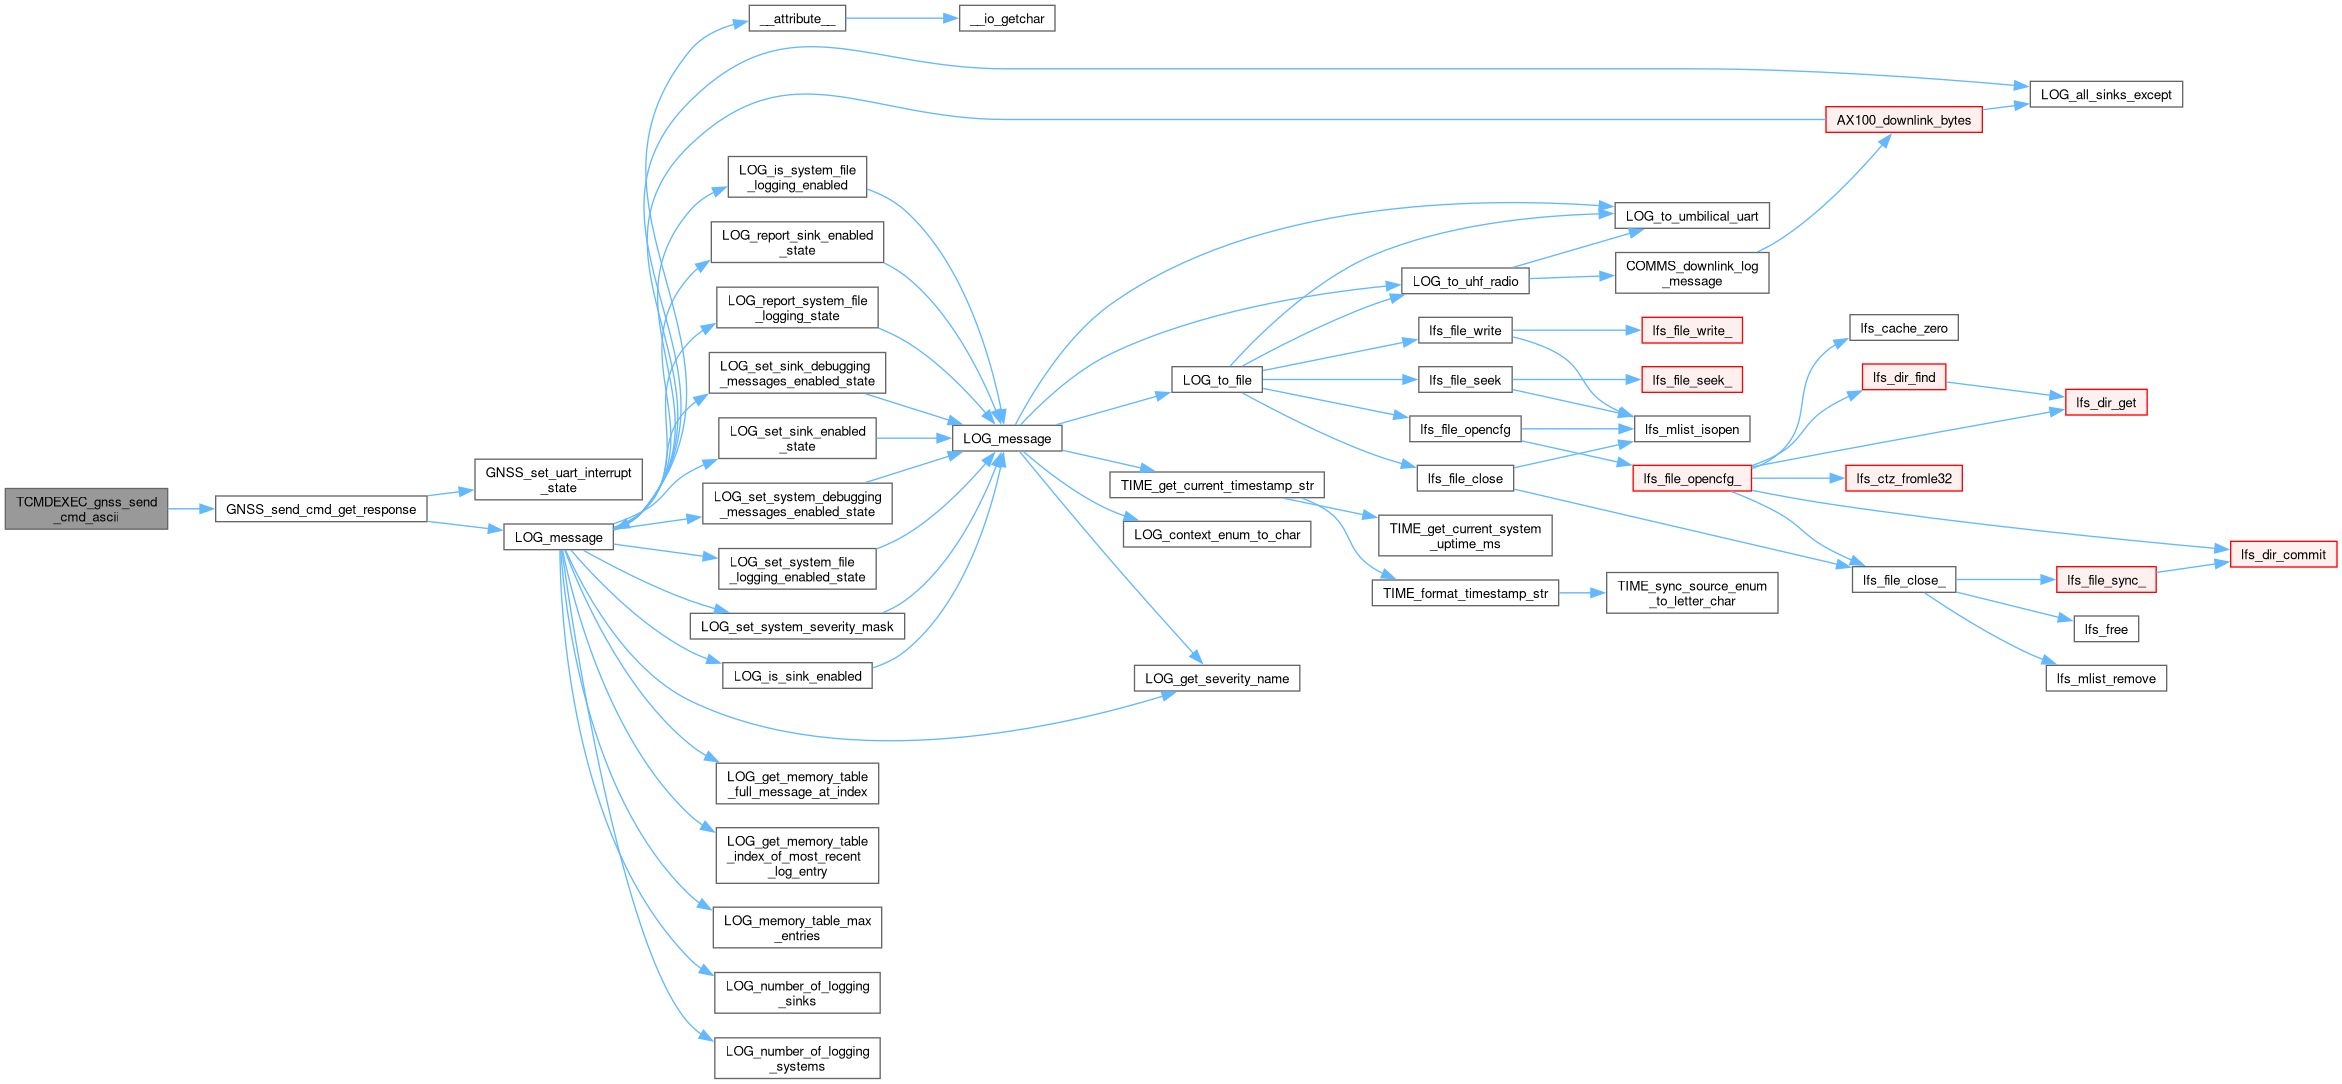 __attribute__
__io_getchar
LOG_all_sinks_except
AX100_downlink_bytes
LOG_is_system_file
_logging_enabled
LOG_report_sink_enabled
_state
LOG_to_umbilical_uart
COMMS_downlink_log
_message
LOG_to_uhf_radio
LOG_report_system_file
_logging_state
lfs_file_write
lfs_file_write_
lfs_cache_zero
LOG_set_sink_debugging
_messages_enabled_state
LOG_to_file
lfs_file_seek
lfs_file_seek_
lfs_dir_find
lfs_dir_get
LOG_set_sink_enabled
_state
LOG_message
lfs_file_opencfg
lfs_mlist_isopen
GNSS_set_uart_interrupt
_state
TIME_get_current_timestamp_str
lfs_file_close
lfs_file_opencfg_
lfs_ctz_fromle32
TCMDEXEC_gnss_send
_cmd_ascii
GNSS_send_cmd_get_response
LOG_set_system_debugging
_messages_enabled_state
LOG_message
LOG_context_enum_to_char
TIME_get_current_system
_uptime_ms
lfs_dir_commit
LOG_set_system_file
_logging_enabled_state
TIME_format_timestamp_str
TIME_sync_source_enum
_to_letter_char
lfs_file_close_
lfs_file_sync_
LOG_set_system_severity_mask
lfs_free
LOG_is_sink_enabled
LOG_get_severity_name
lfs_mlist_remove
LOG_get_memory_table
_full_message_at_index
LOG_get_memory_table
_index_of_most_recent
_log_entry
LOG_memory_table_max
_entries
LOG_number_of_logging
_sinks
LOG_number_of_logging
_systems